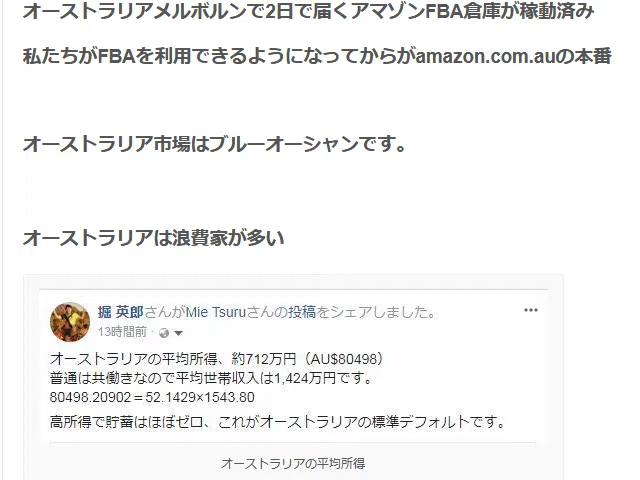 オーストラリアメルボルンで2日で届くアマゾンFBA倉庫が稼動済み
私たちがFBAを利用できるようになってからがamazon.com.auの本番
オーストラリア市場はブルーオーシャンです。
オーストラリアは浪費家が多い
堀 英郎さんがMie Tsuruさんの投稿をシェアしました。
13時間前 ·
オーストラリアの平均所得、約712万円（AU$80498）
普通は共働きなので平均世帯収入は1,424万円です。
80498.20902＝52.1429×1543.80
高所得で貯蓄はほぼゼロ、これがオーストラリアの標準デフォルトです。
オーストラリアの平均所得